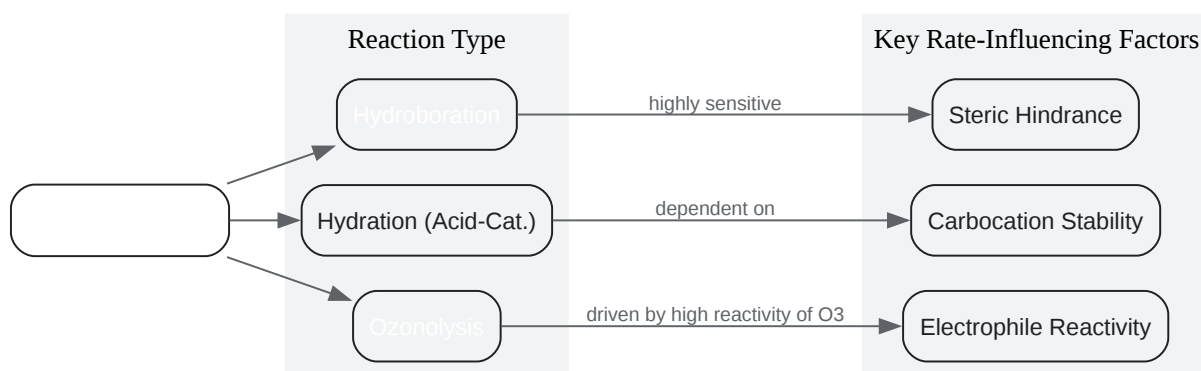 Reaction Type
Key Rate-Influencing Factors
Hydroboration
highly sensitive
Steric Hindrance
Hydration (Acid-Cat.)
dependent on
Carbocation Stability
Ozonolysis
driven by high reactivity of O3
Electrophile Reactivity